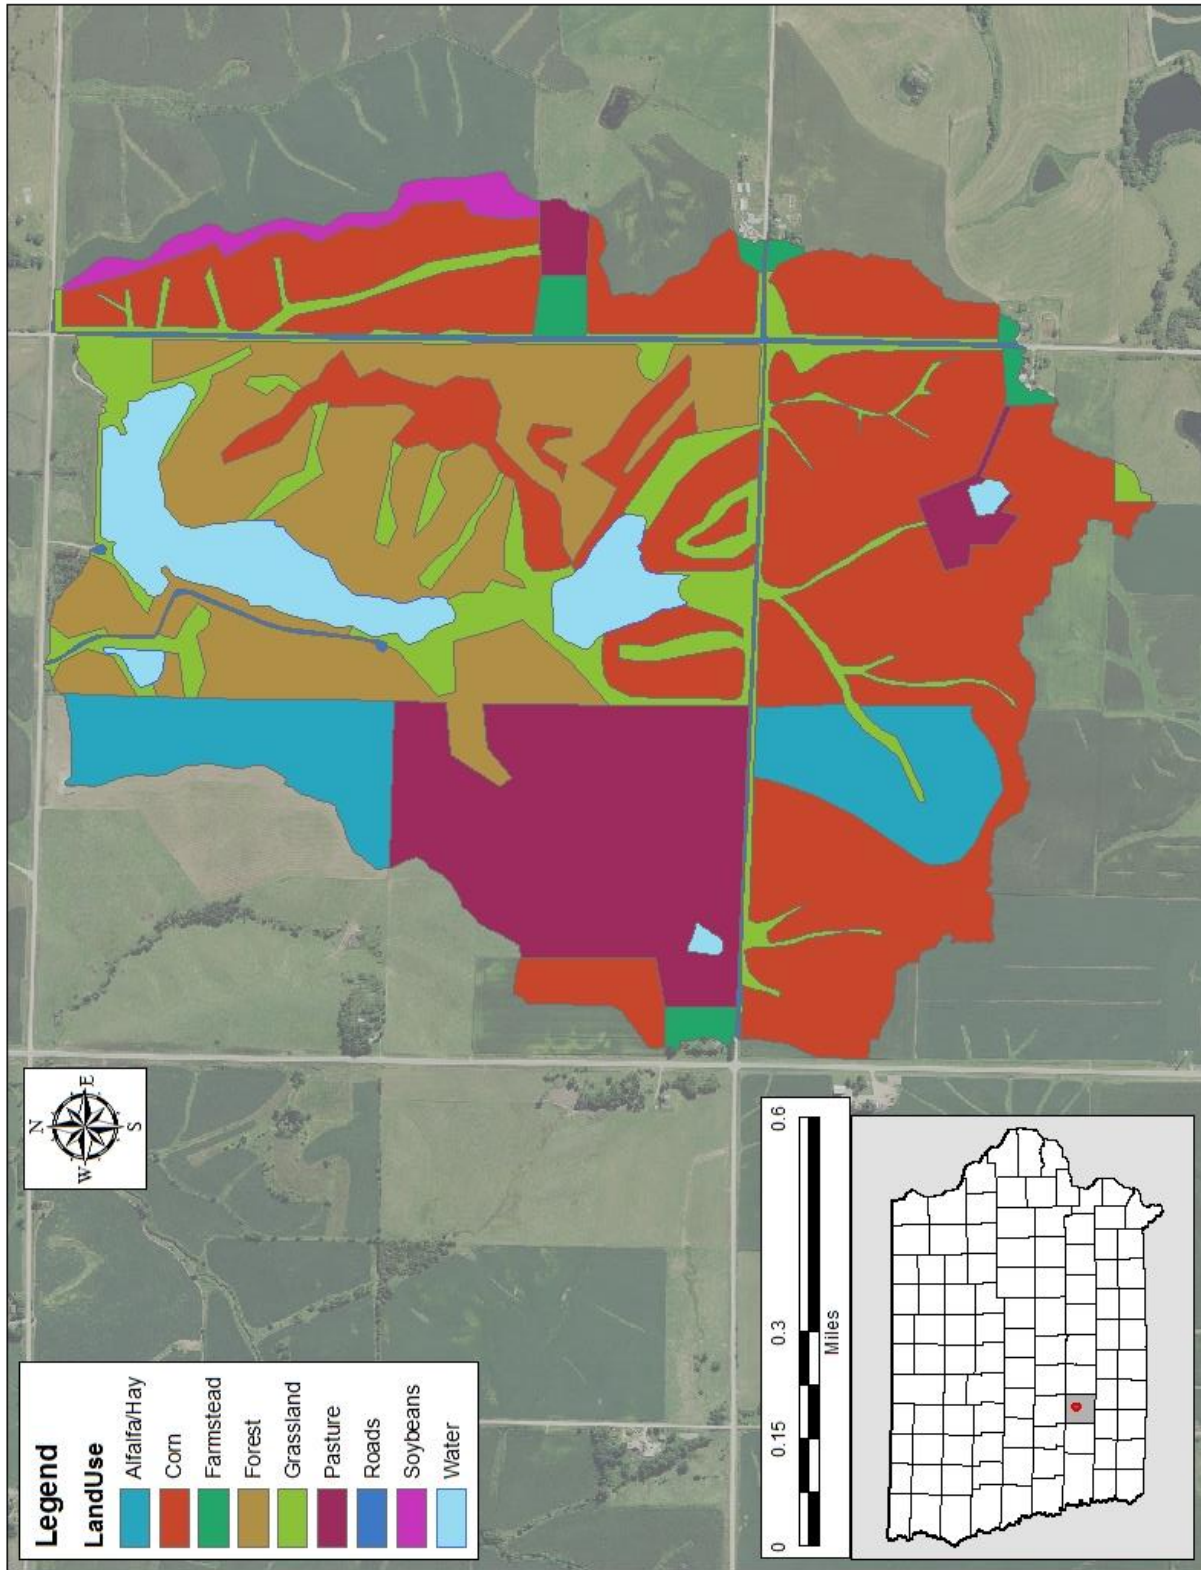 Legend
LandUse
Alfalfa/Hay
Corn
Farmstead
Forest
Grassland
Pasture
Roads
Soybeans
Water
N
W E
S
0 0.15 0.3 0.6
Miles